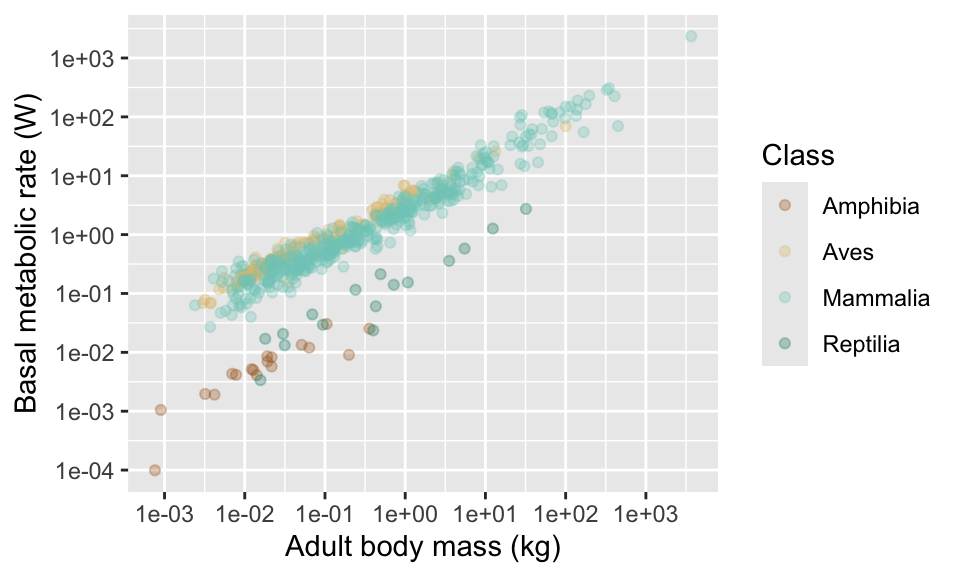 1e+03
1e+02
1e+01
1e+00
1e-01
1e-02
1e-03
1e-04
Basal metabolic rate (W)
1e-03 1e-02 1e-01 1e+00 1e+01 1e+02 1e+03
Adult body mass (kg)
Class
Amphibia
Aves
Mammalia
Reptilia